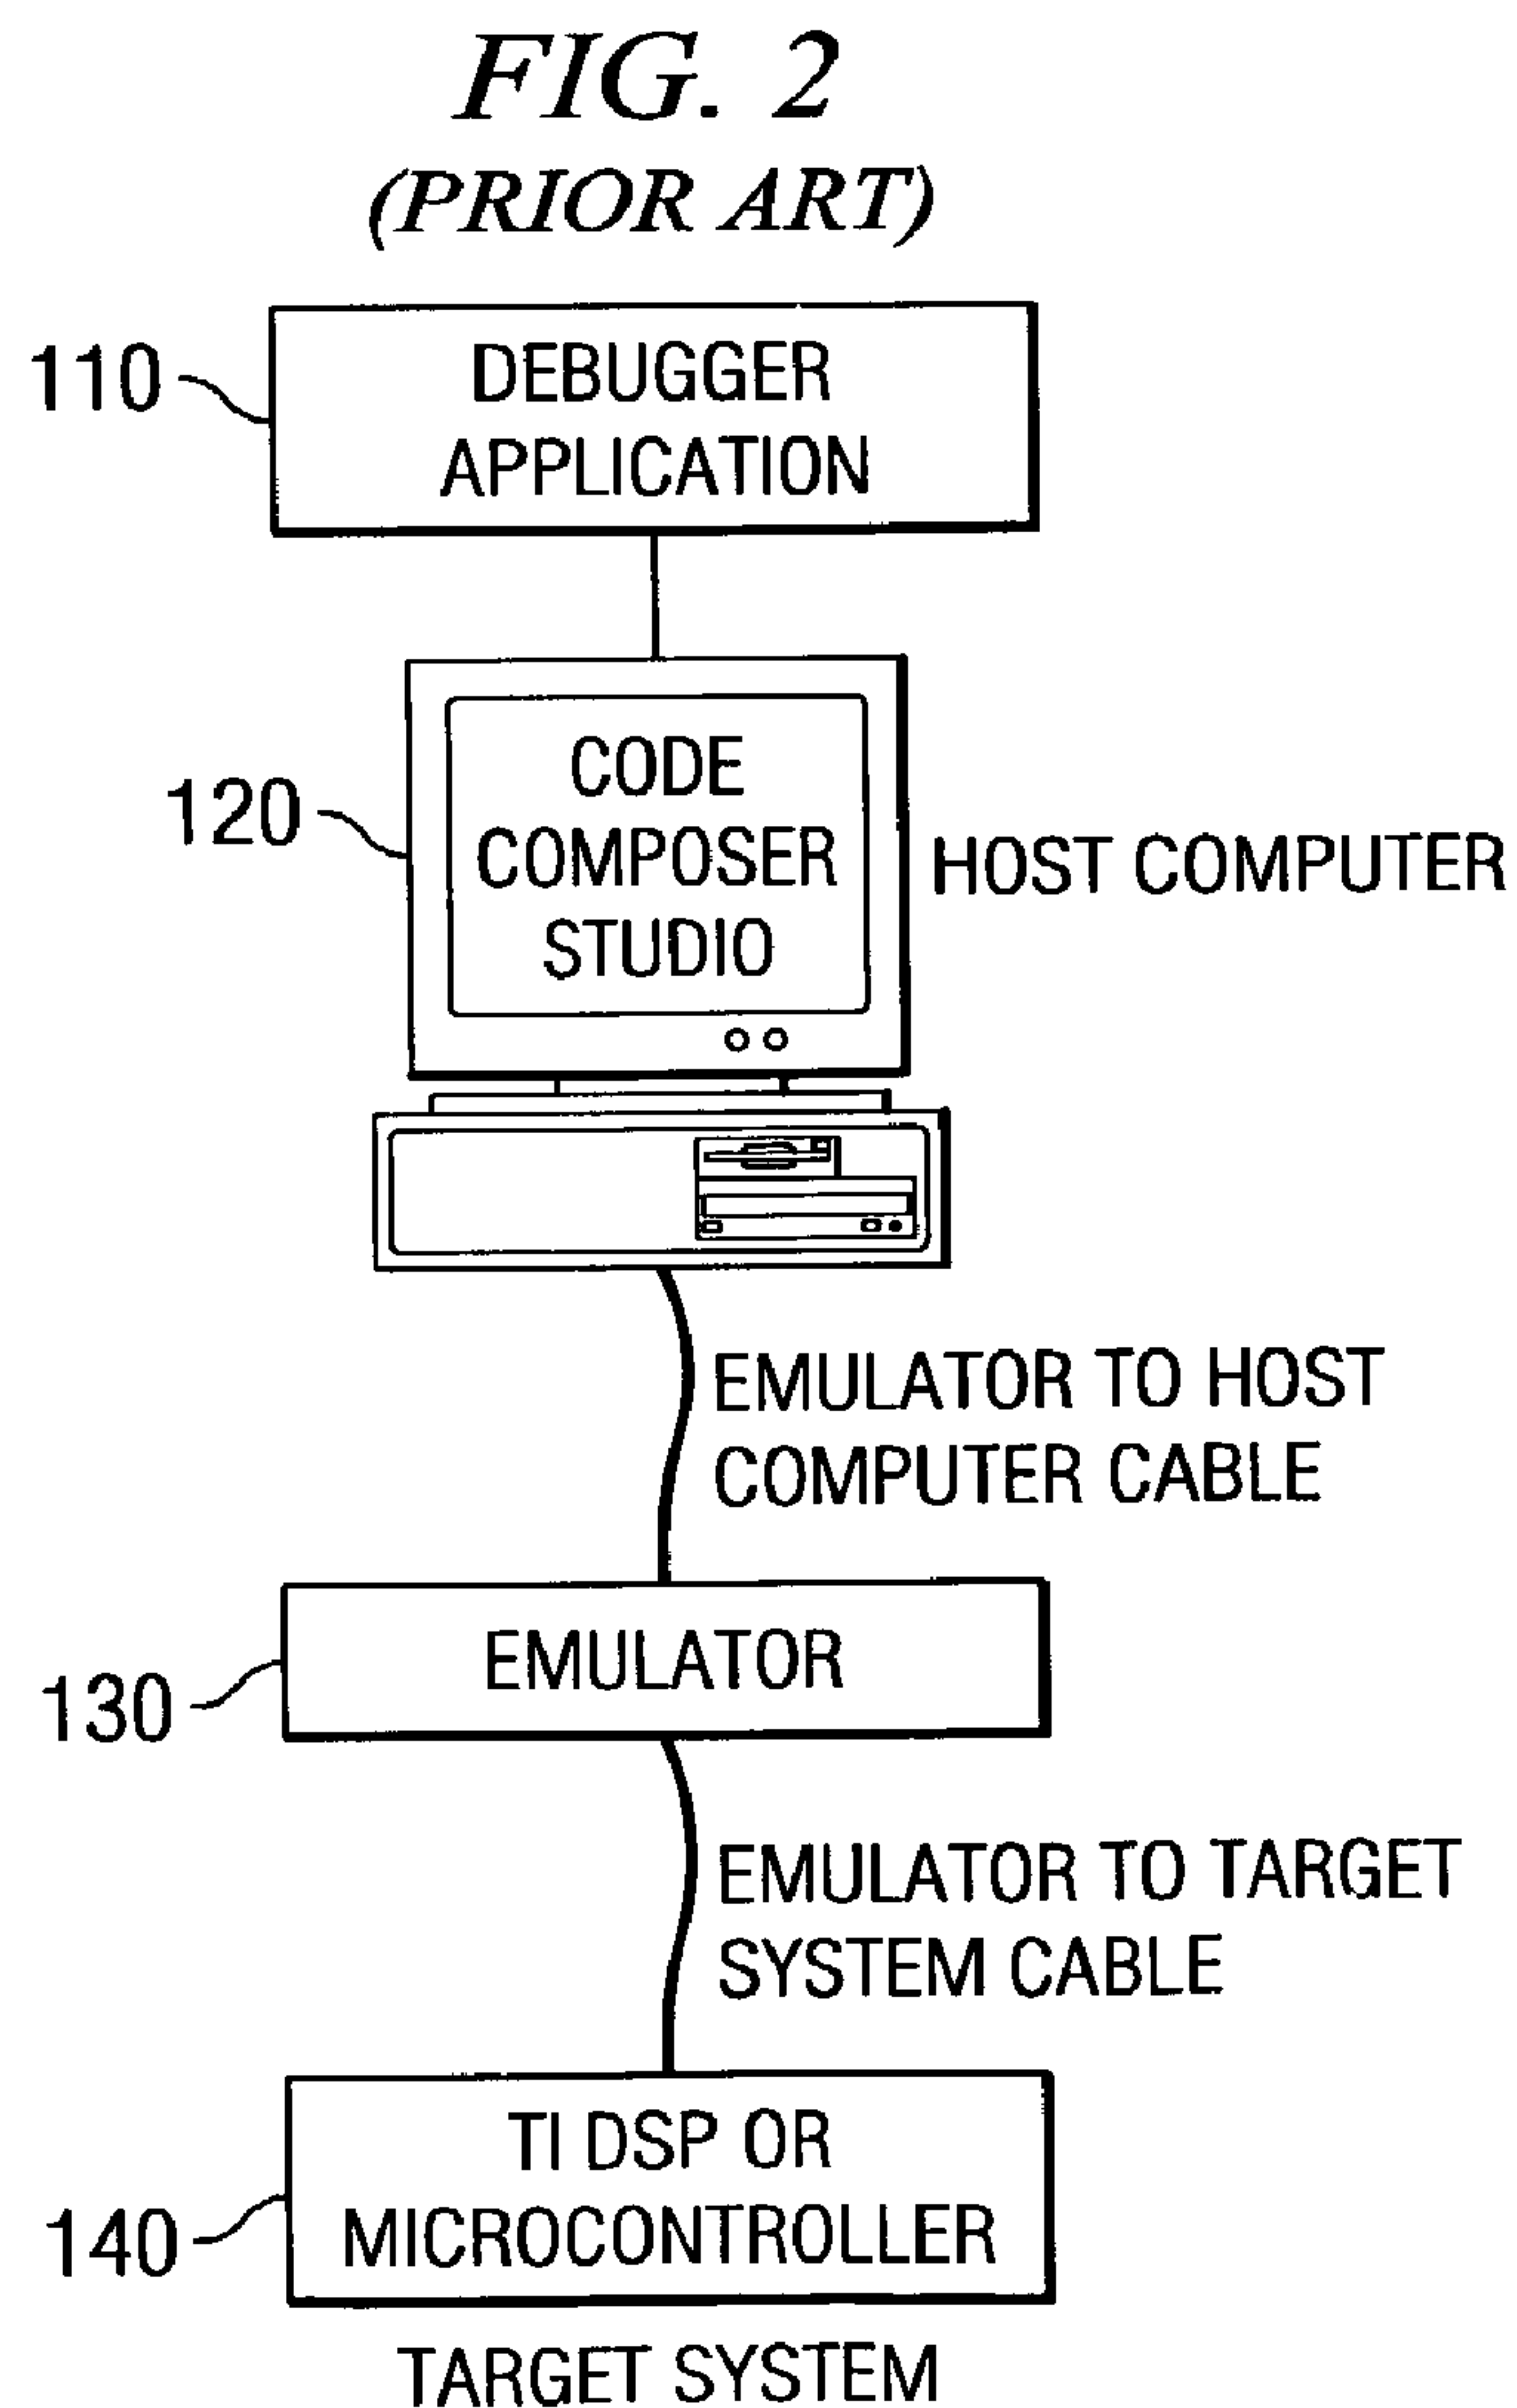 FIG. 2
(PRIOR ART)
110
DEBUGGER
APPLICATION
120
CODE
COMPOSER
STUDIO
HOST COMPUTER
EMULATOR TO HOST
COMPUTER CABLE
130
EMULATOR
EMULATOR TO TARGET
SYSTEM CABLE
140
TI DSP OR
MICROCONTROLLER
TARGET SYSTEM